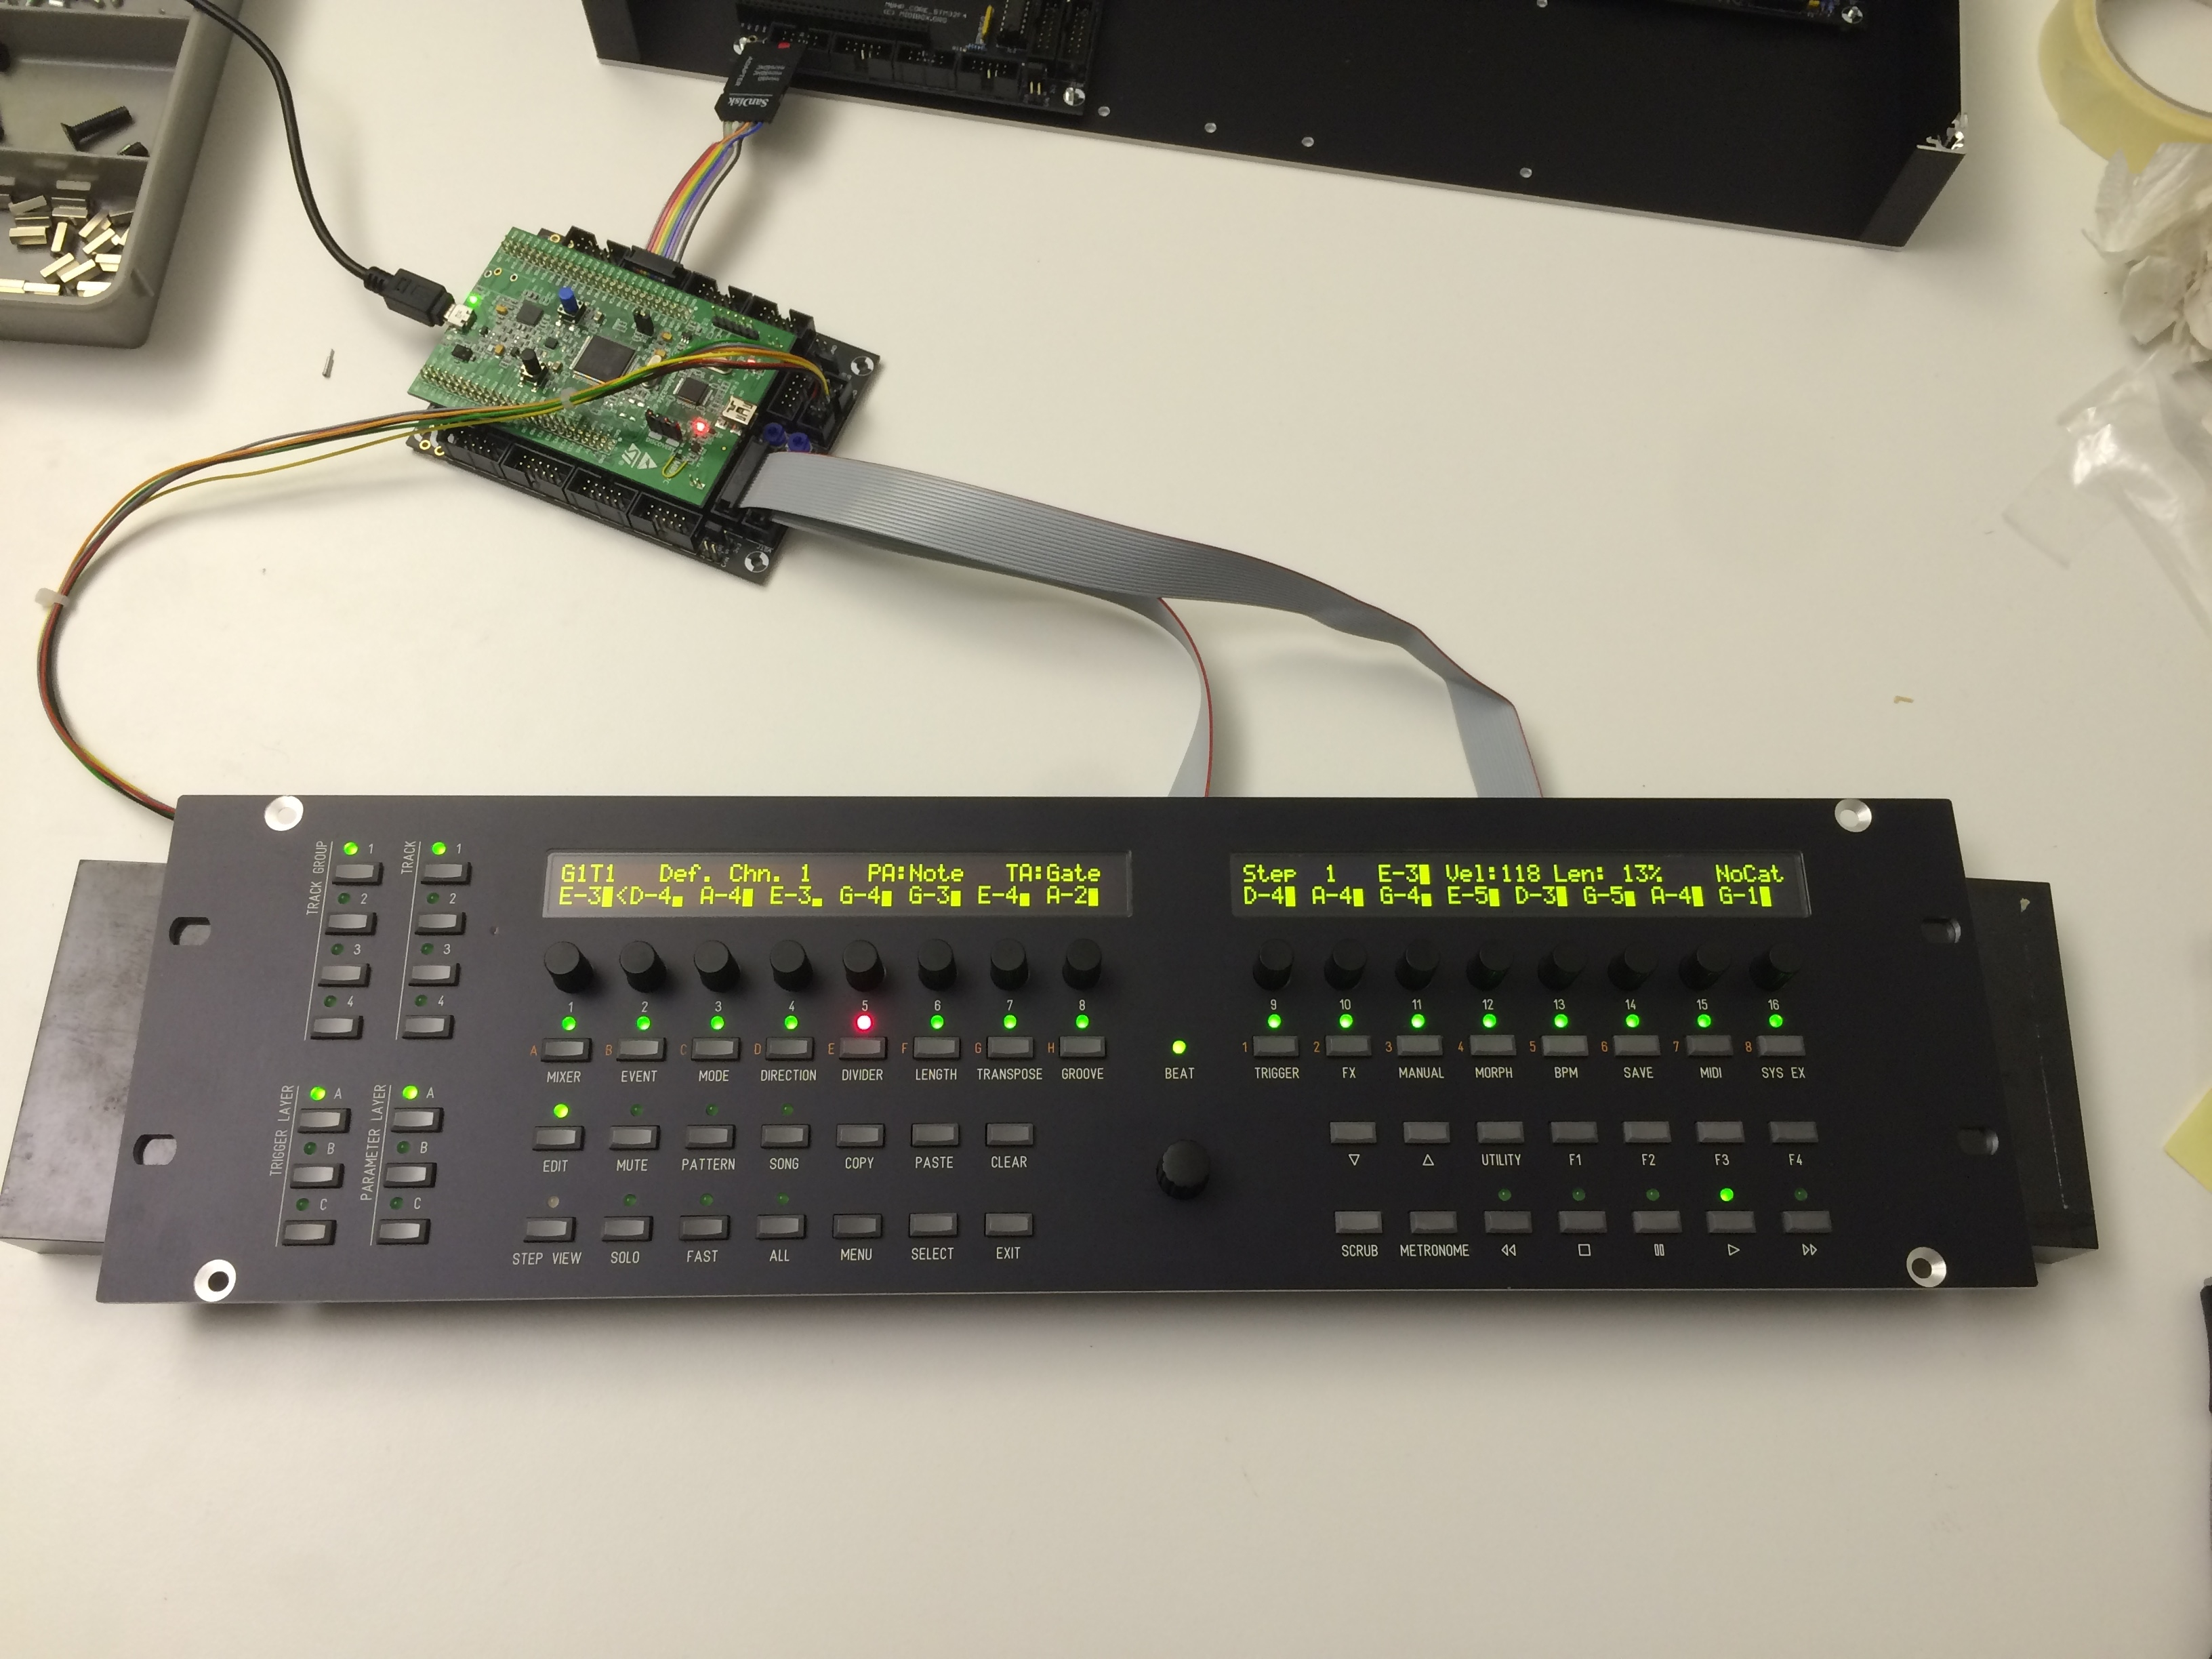 MBHW_CORE_STM32F4
(C) MIDIBOX.ORG
SanDisk
ADAPTER
TRACK GROUP
1
2
3
4
TRACK
1
2
3
4
TRIGGER LAYER
A
B
C
PARAMETER LAYER
A
B
C
G1T1 Def. Chn. 1 PA:Note TA:Gate
E-3 <D-4 A-4 E-3 G-4 G-3 E-4 A-2
Step 1 E-3 Vel:118 Len: 13% NoCat
D-4 A-4 G-4 E-5 D-3 G-5 A-4 G-1
1 2 3 4 5 6 7 8
A B C D E F G H
MIXER EVENT MODE DIRECTION DIVIDER LENGTH TRANSPOSE GROOVE
BEAT
9 10 11 12 13 14 15 16
1 2 3 4 5 6 7 8
TRIGGER FX MANUAL MORPH BPM SAVE MIDI SYS EX
EDIT MUTE PATTERN SONG COPY PASTE CLEAR
UTILITY F1 F2 F3 F4
STEP VIEW SOLO FAST ALL MENU SELECT EXIT
SCRUB METRONOME